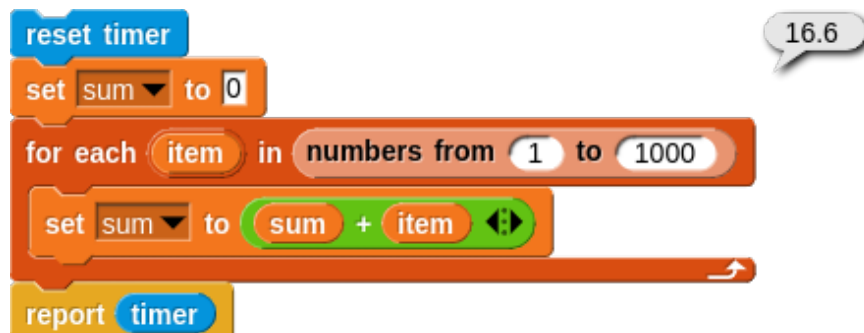 reset timer
16.6
set sum to 0
for each item in numbers from 1 to 1000
set sum to sum + item
report timer